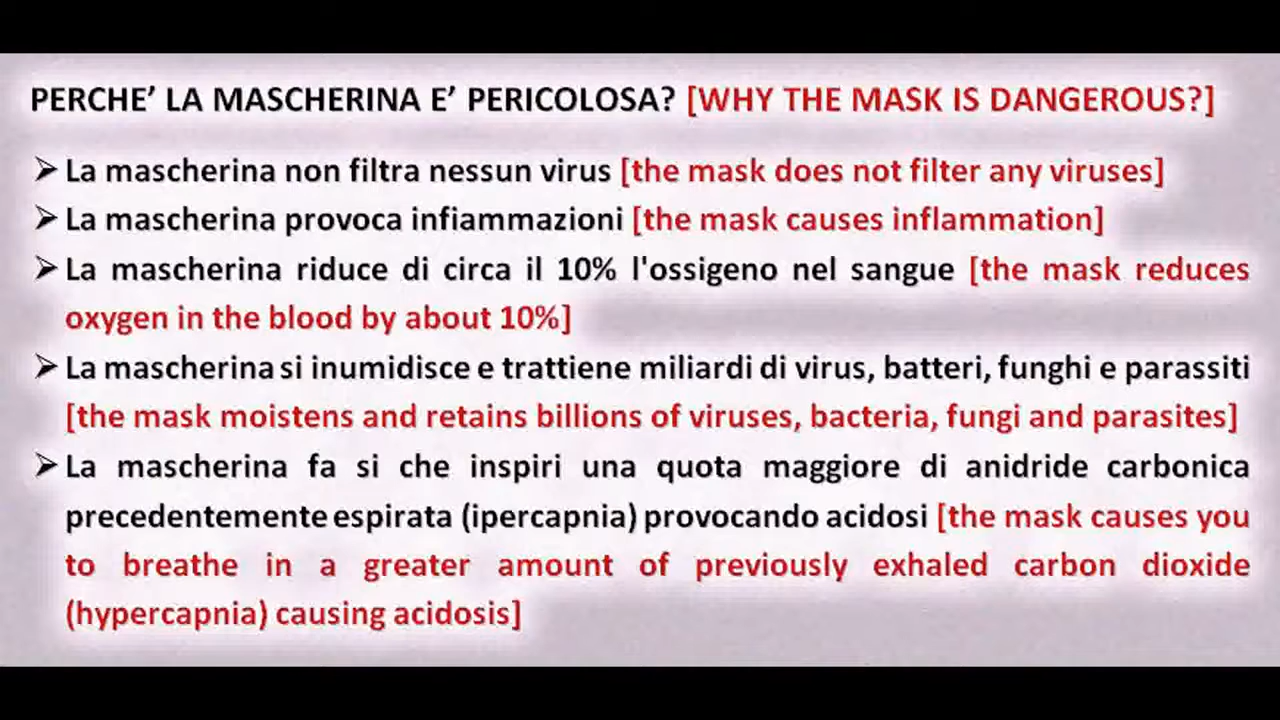 PERCHE’ LA MASCHERINA E’ PERICOLOSA? [WHY THE MASK IS DANGEROUS?]
➢ La mascherina non filtra nessun virus [the mask does not filter any viruses]
➢ La mascherina provoca infiammazioni [the mask causes inflammation]
➢ La mascherina riduce di circa il 10% l'ossigeno nel sangue [the mask reduces
oxygen in the blood by about 10%]
➢ La mascherina si inumidisce e trattiene miliardi di virus, batteri, funghi e parassiti
[the mask moistens and retains billions of viruses, bacteria, fungi and parasites]
➢ La mascherina fa si che inspiri una quota maggiore di anidride carbonica
precedentemente espirata (ipercapnia) provocando acidosi [the mask causes you
to breathe in a greater amount of previously exhaled carbon dioxide
(hypercapnia) causing acidosis]